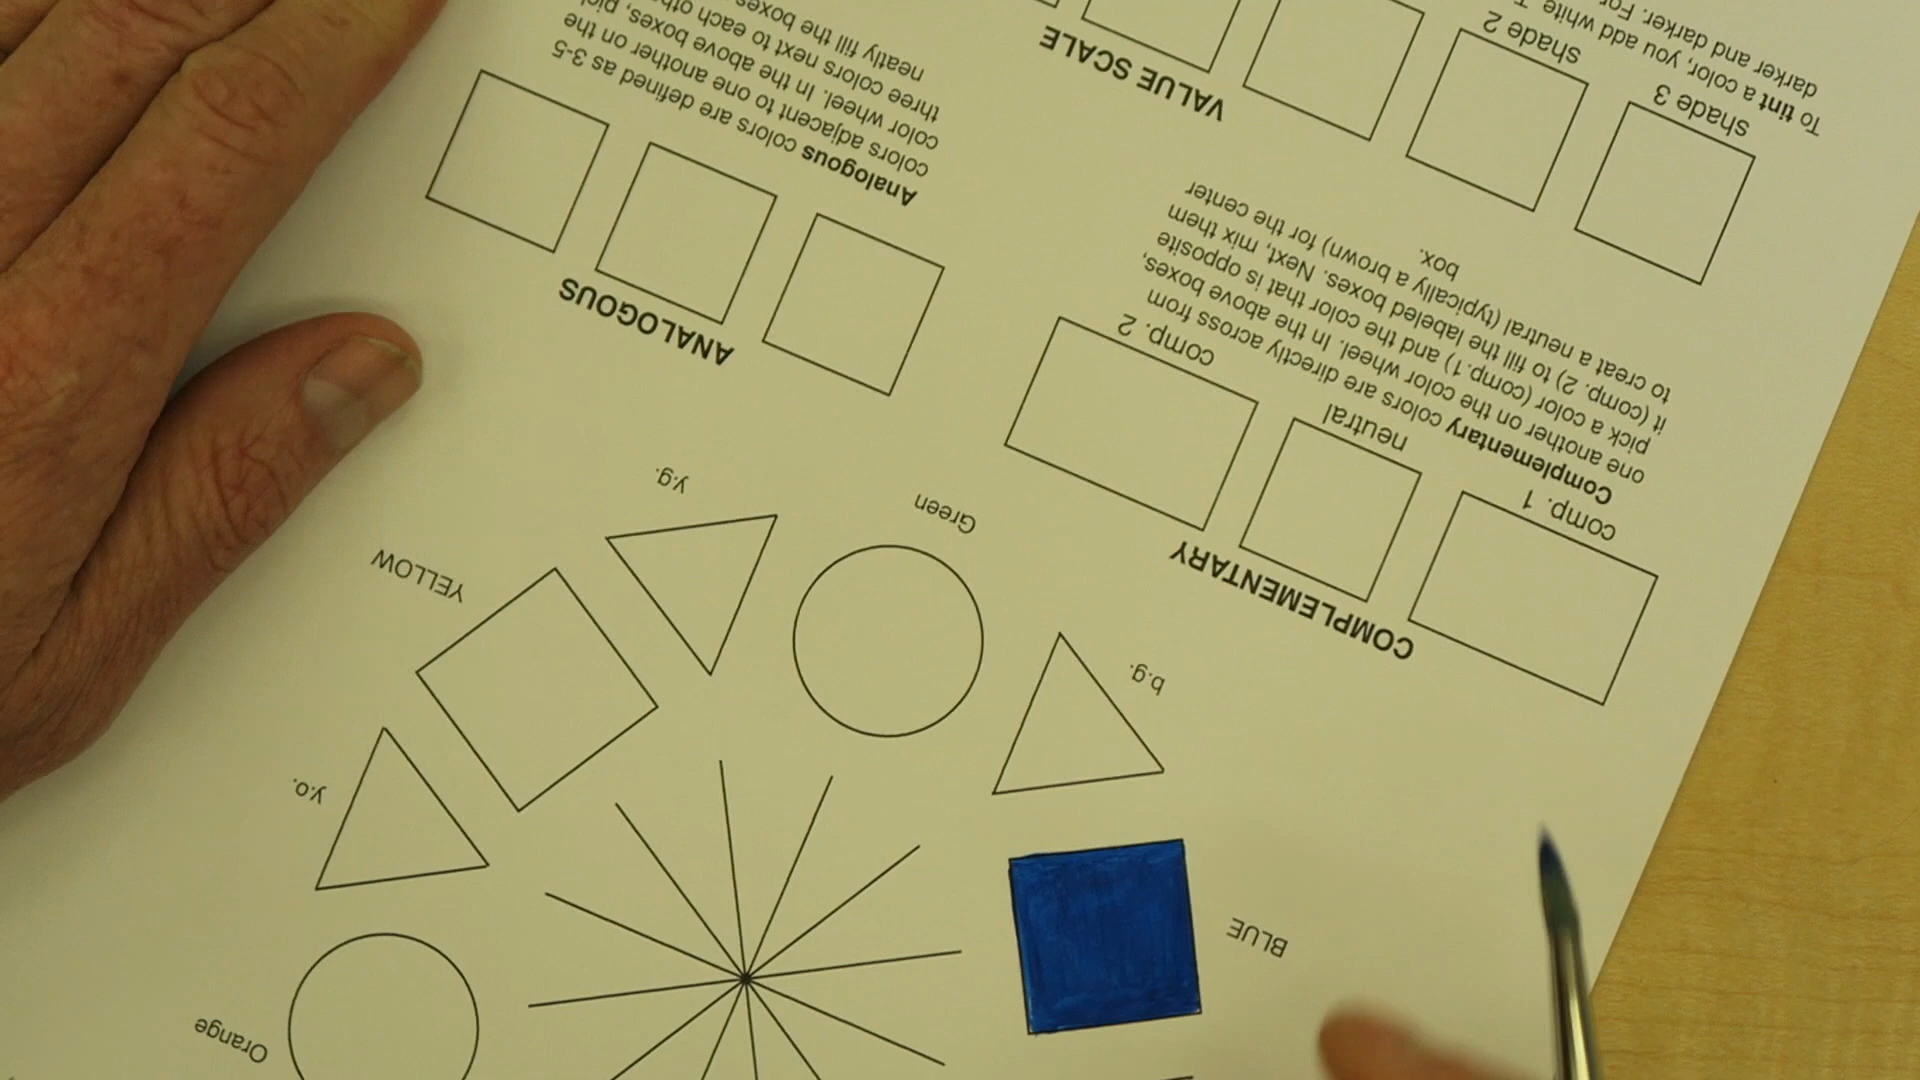 BLUE
b.g.
Green
y.g.
YELLOW
y.o.
Orange
COMPLEMENTARY
comp. 1
neutral
comp. 2
Complementary colors are directly across from
one another on the color wheel. In the above boxes,
pick a color (comp.1) and the color that is opposite
it (comp. 2) to fill the labeled boxes. Next, mix them
to creat a neutral (typically a brown) for the center
box.
ANALOGOUS
Analogous colors are defined as 3-5
colors adjacent to one another on the
color wheel. In the above boxes,
three colors next to each
neatly fill the boxes
VALUE SCALE
shade 3
shade 2
To tint a color, you add white.
darker and darker.